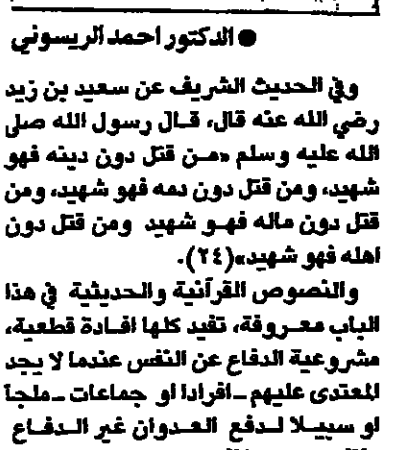 ● الدكتور احمد الريسوني
وفي الحديث الشريف عن سعيد بن زيد
رضي الله عنه قال، قال رسول الله صلى
الله عليه وسلم «من قتل دون دينه فهو
شهيد، ومن قتل دون دمه فهو شهيد، ومن
قتل دون ماله فهو شهيد ومن قتل دون
اهله فهو شهيد»(٢٤).
والنصوص القرآنية والحديثية في هذا
الباب معروفة، تفيد كلها افادة قطعية،
مشروعية الدفاع عن النفس عندما لا يجد
المعتدى عليهم -افرادا او جماعات- ملجأ
او سبيلا لدفع العدوان غير الدفاع